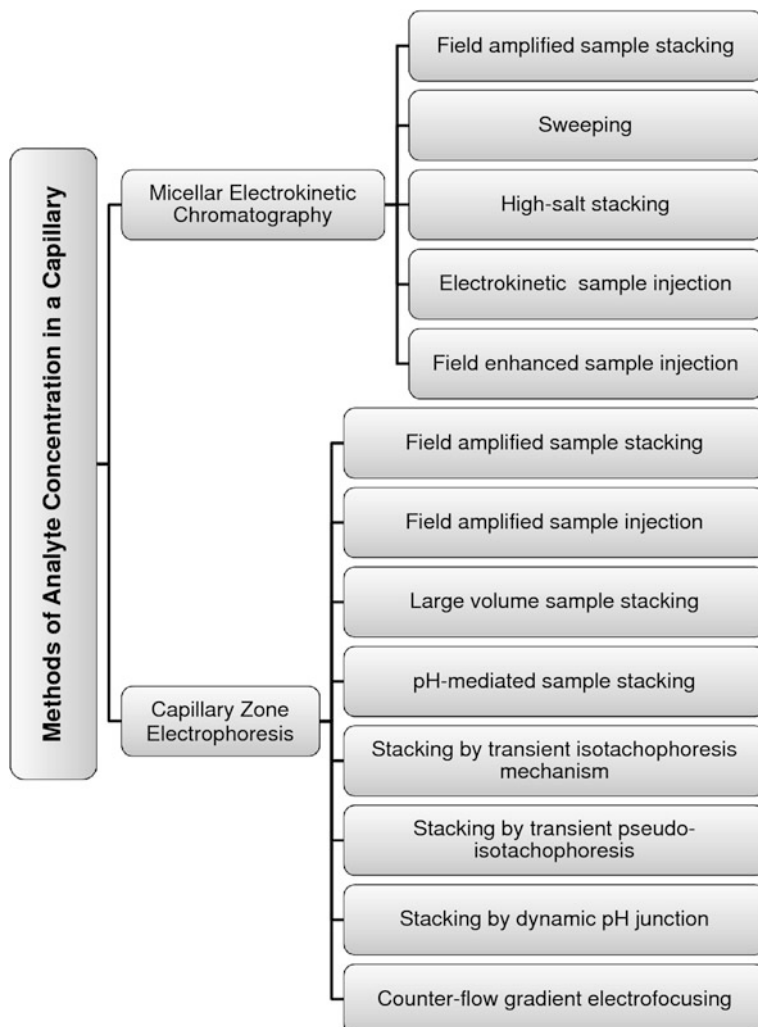 Methods of Analyte Concentration in a Capillary
Micellar Electrokinetic
Chromatography
Field amplified sample stacking
Sweeping
High-salt stacking
Electrokinetic sample injection
Field enhanced sample injection
Capillary Zone
Electrophoresis
Field amplified sample stacking
Field amplified sample injection
Large volume sample stacking
pH-mediated sample stacking
Stacking by transient isotachophoresis
mechanism
Stacking by transient pseudo-
isotachophoresis
Stacking by dynamic pH junction
Counter-flow gradient electrofocusing